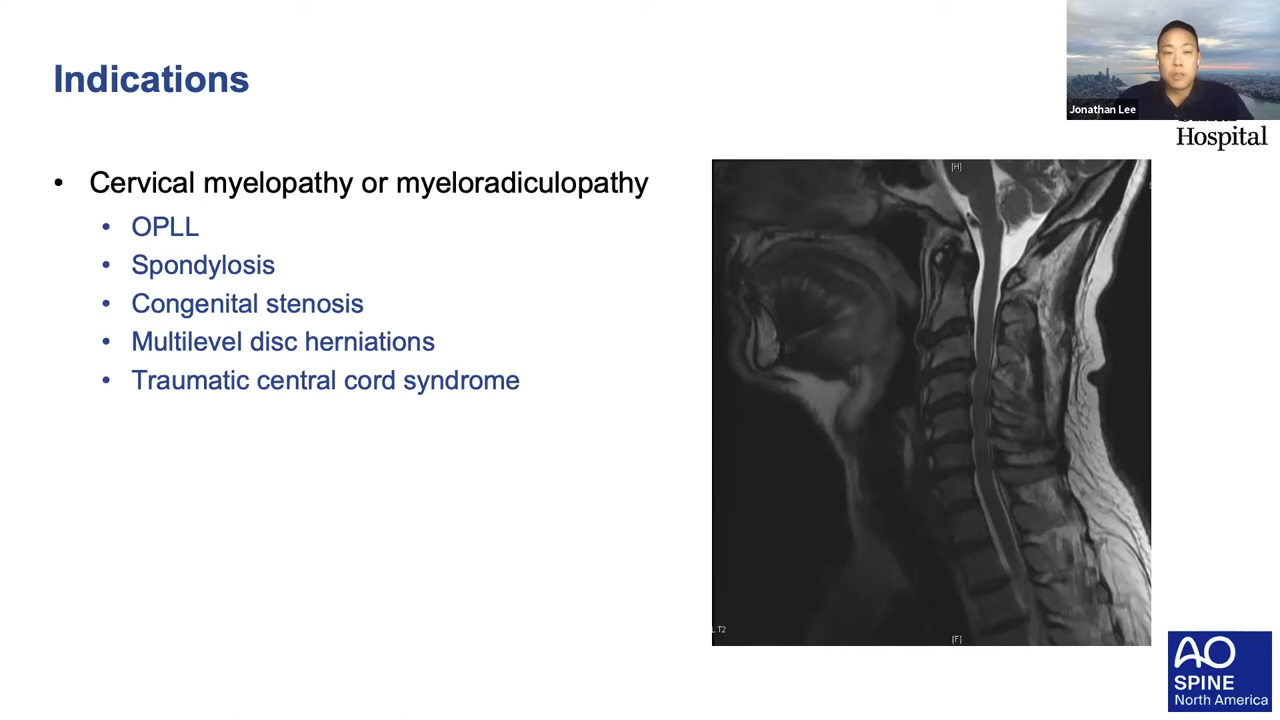 Indications
Jonathan Lee
Hospital
• Cervical myelopathy or myeloradiculopathy
• OPLL
• Spondylosis
• Congenital stenosis
• Multilevel disc herniations
• Traumatic central cord syndrome
[H]
L T2
[F]
AO
SPINE
North America